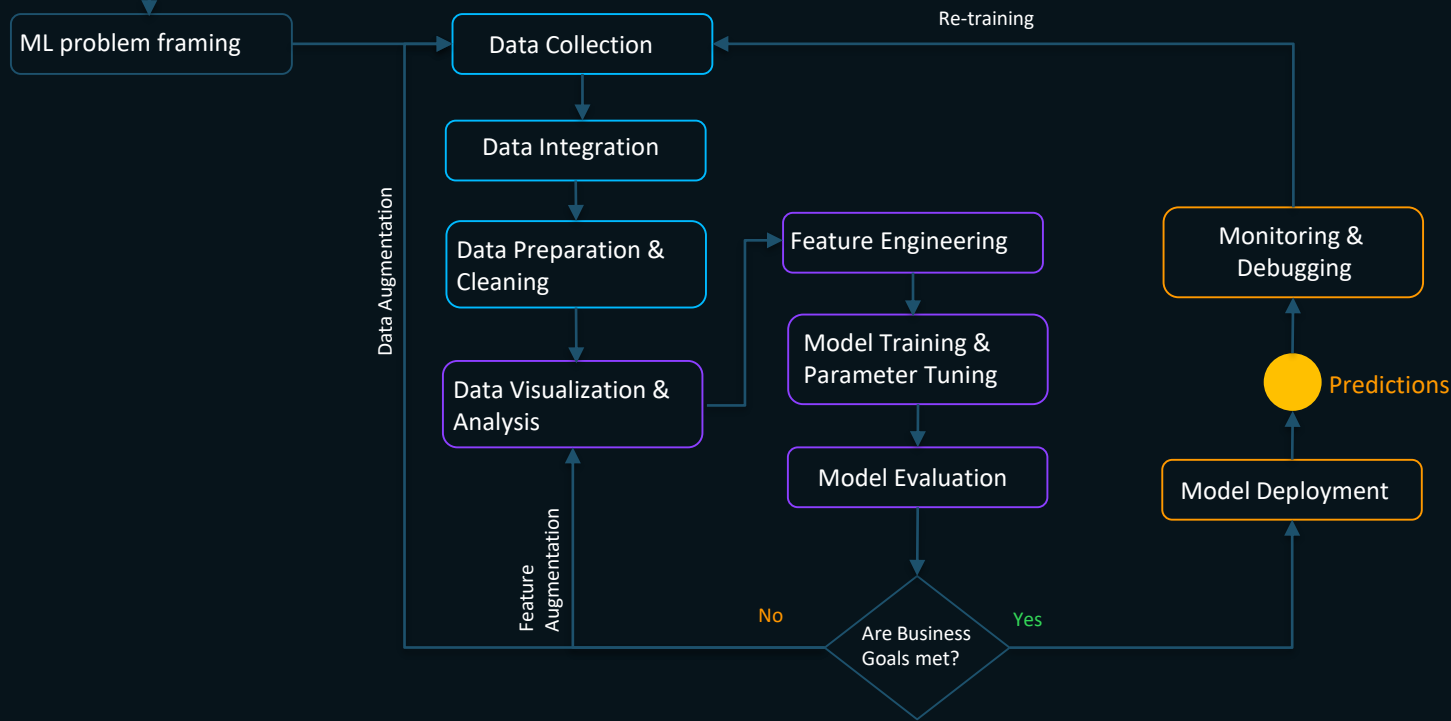 Re-training
ML problem framing
Data Collection
Data Integration
Data Augmentation
Data Preparation &
Cleaning
Feature Engineering
Monitoring &
Debugging
Model Training &
Parameter Tuning
Data Visualization &
Analysis
Predictions
Model Evaluation
Model Deployment
Feature
Augmentation
No
Yes
Are Business
Goals met?